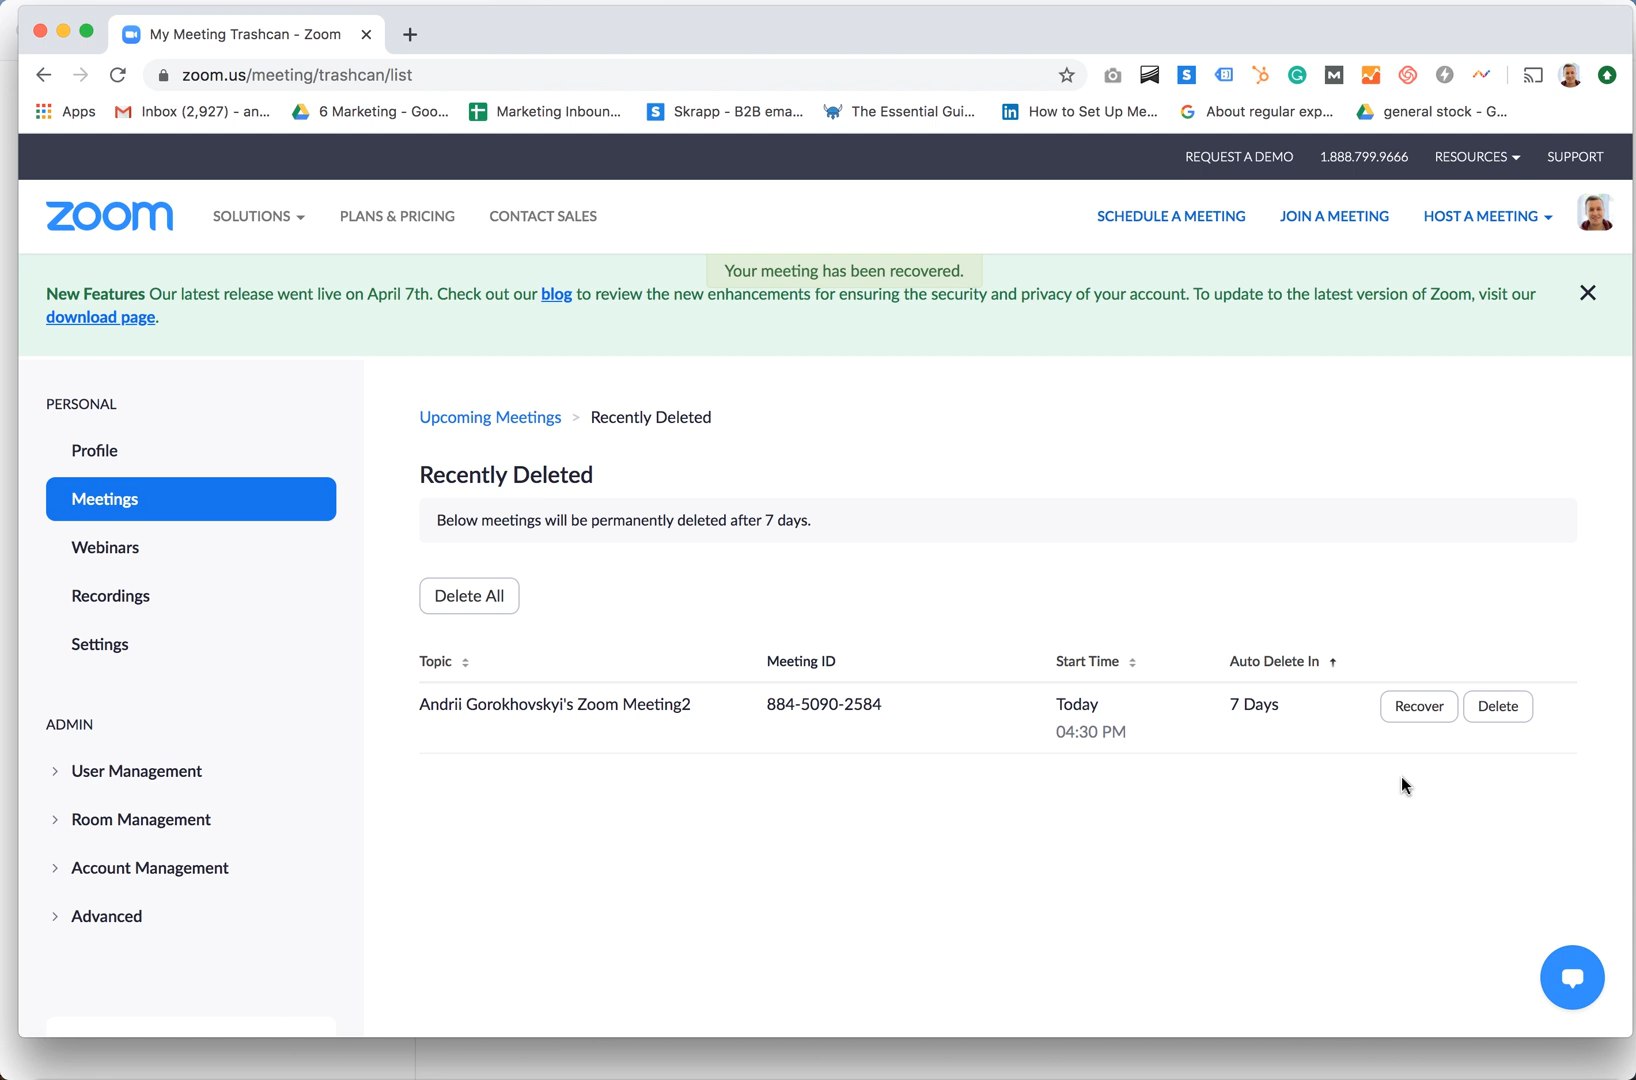 My Meeting Trashcan - Zoom
zoom.us/meeting/trashcan/list
Apps Inbox (2,927) - an... 6 Marketing - Goo... Marketing Inboun... Skrapp - B2B ema... The Essential Gui... How to Set Up Me... About regular exp... general stock - G...
REQUEST A DEMO 1.888.799.9666 RESOURCES SUPPORT
zoom SOLUTIONS PLANS & PRICING CONTACT SALES SCHEDULE A MEETING JOIN A MEETING HOST A MEETING
Your meeting has been recovered.
New Features Our latest release went live on April 7th. Check out our blog to review the new enhancements for ensuring the security and privacy of your account. To update to the latest version of Zoom, visit our
download page.
PERSONAL
Profile
Meetings
Webinars
Recordings
Settings
ADMIN
User Management
Room Management
Account Management
Advanced
Upcoming Meetings > Recently Deleted
Recently Deleted
Below meetings will be permanently deleted after 7 days.
Delete All
Topic Meeting ID Start Time Auto Delete In
Andrii Gorokhovskyi's Zoom Meeting2 884-5090-2584 Today 7 Days Recover Delete
04:30 PM